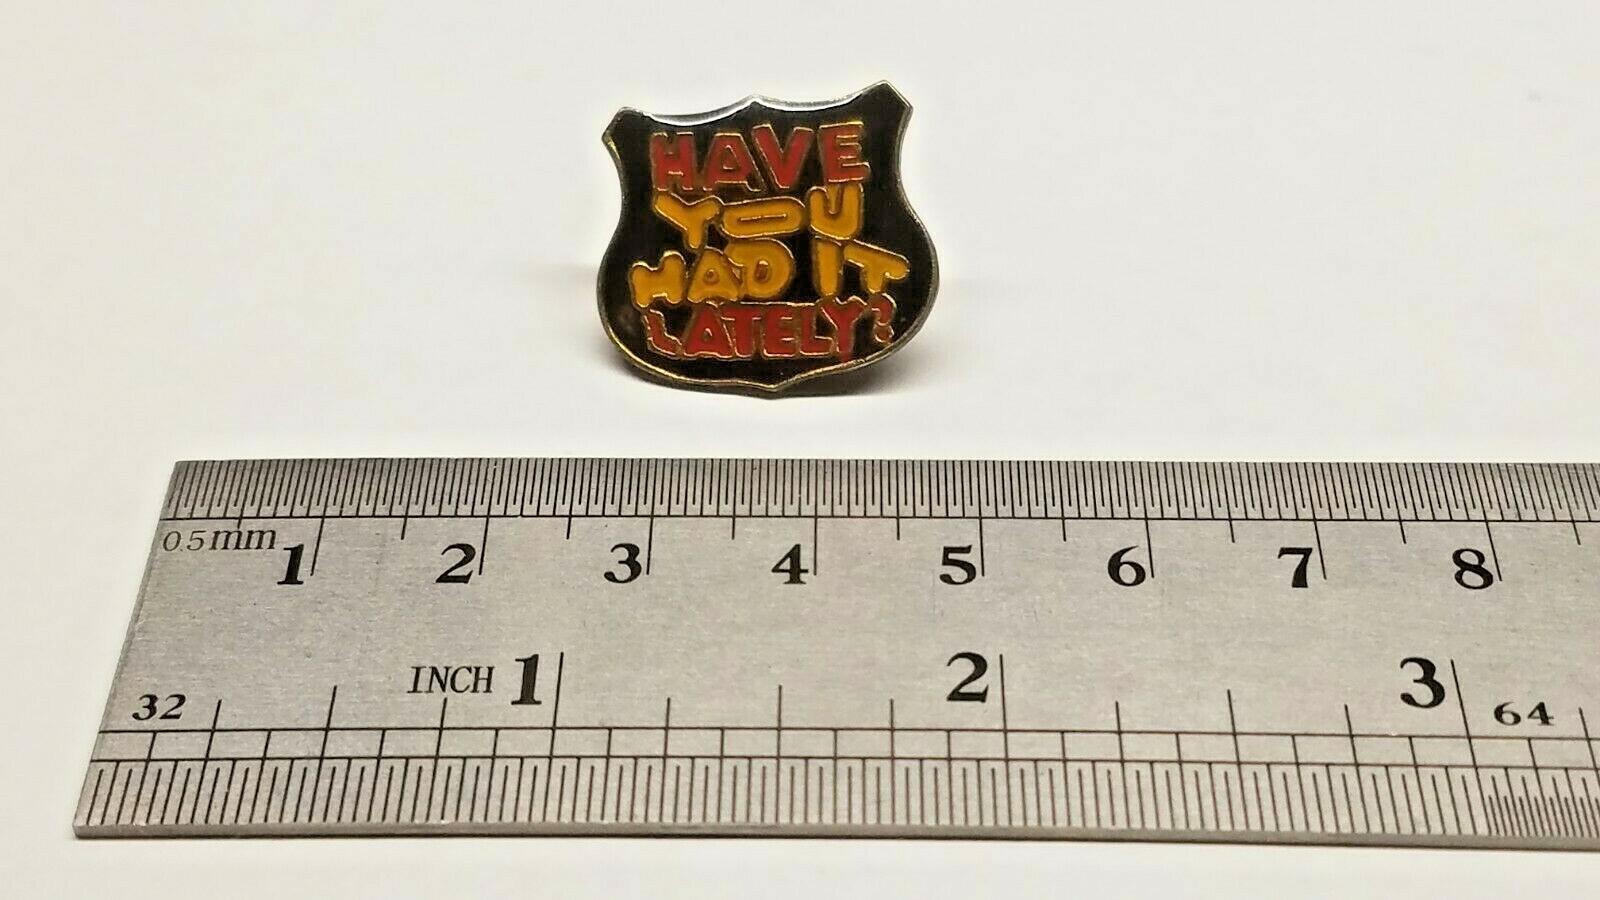 HAVE
YOU
HAD IT
LATELY?
0.5mm 1 2 3 4 5 6 7 8
INCH 1 2 3
32 64